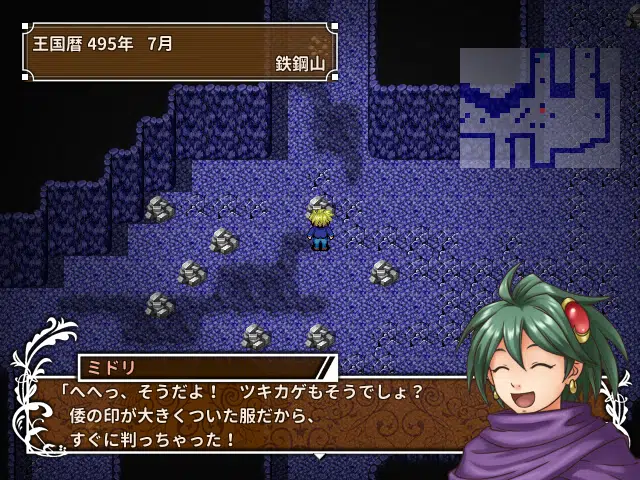 王国暦 495年　7月
鉄鋼山
ミドリ
「へへっ、そうだよ！　ツキカゲもそうでしょ？
倭の印が大きくついた服だから、
すぐに判っちゃった！